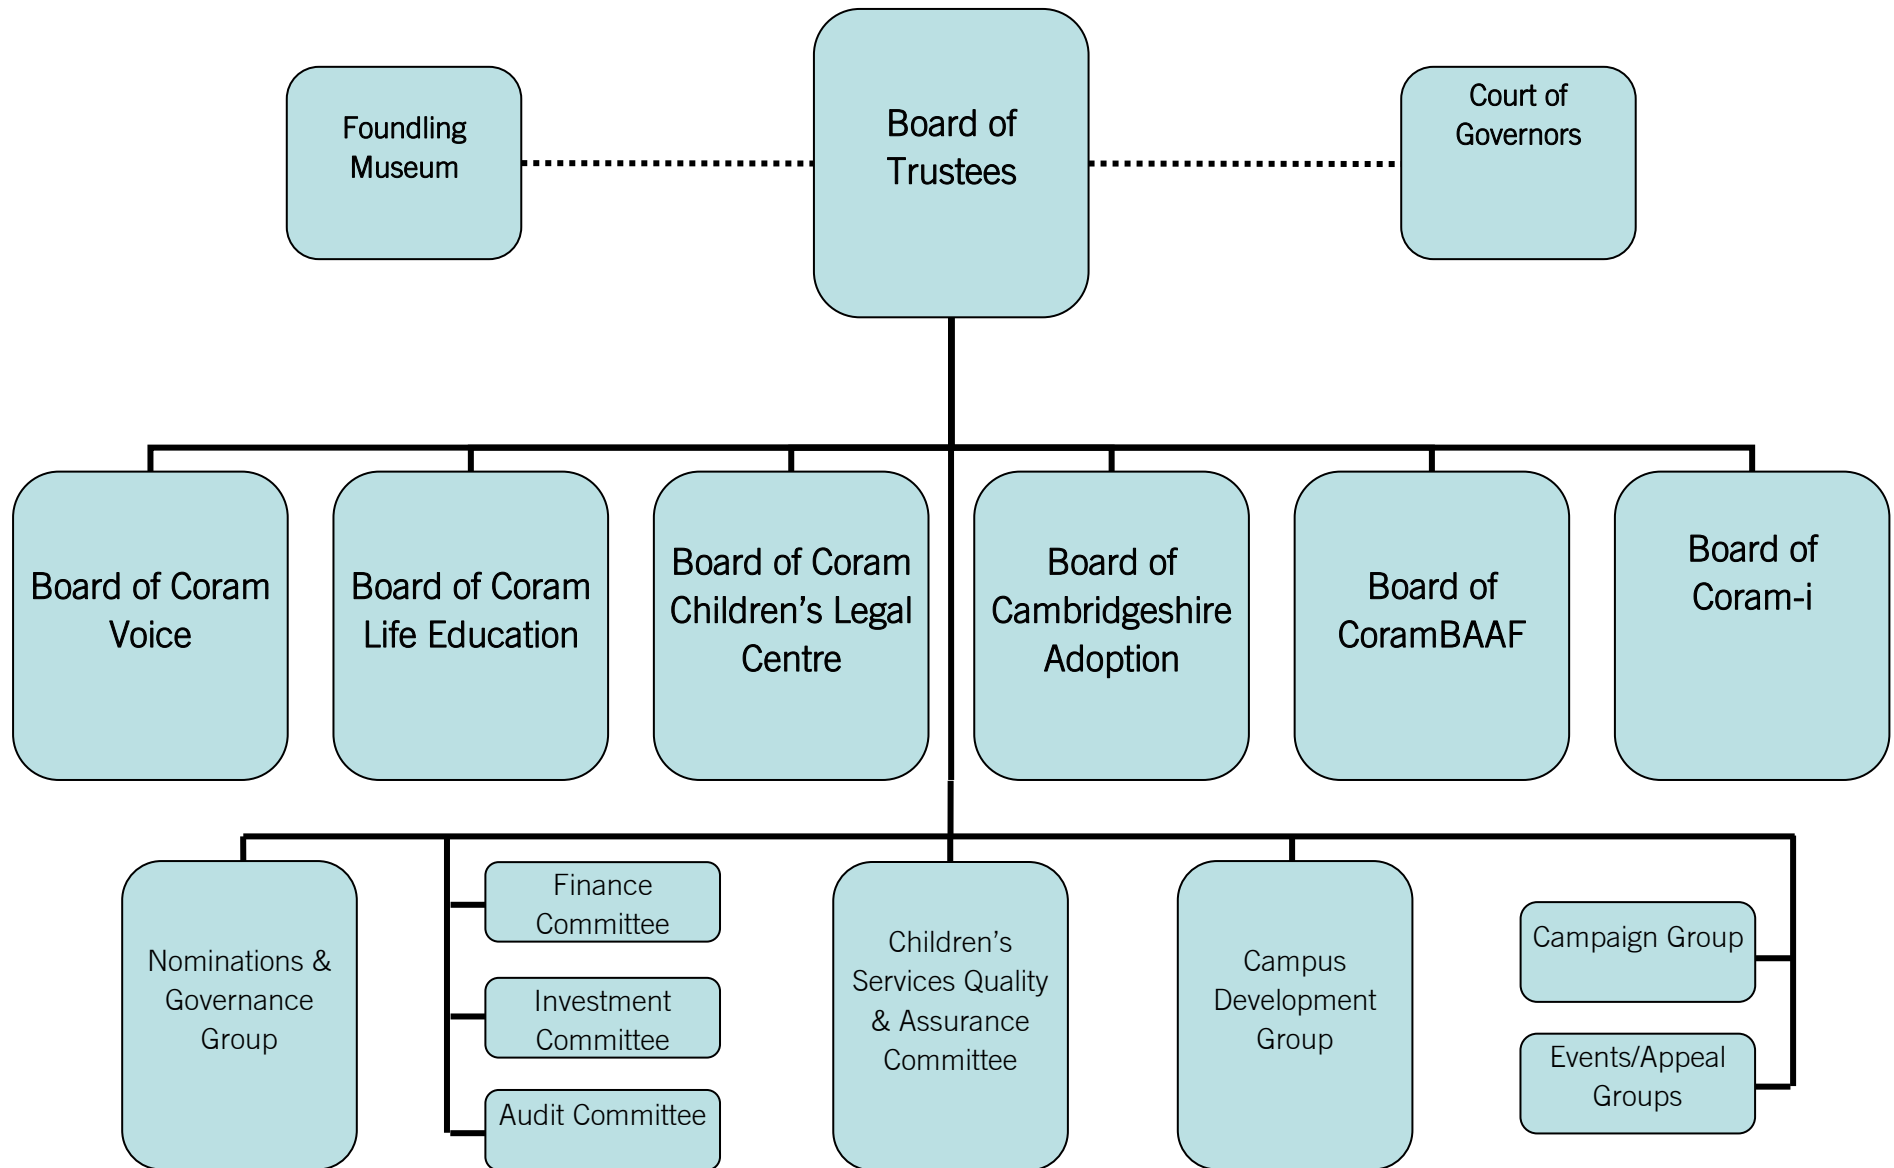 Foundling
Museum
Board of
Trustees
Court of
Governors
Board of Coram
Voice
Board of Coram
Life Education
Board of Coram
Children’s Legal
Centre
Board of
Cambridgeshire
Adoption
Board of
CoramBAAF
Board of
Coram-i
Nominations &
Governance
Group
Finance
Committee
Investment
Committee
Audit Committee
Children’s
Services Quality
& Assurance
Committee
Campus
Development
Group
Campaign Group
Events/Appeal
Groups